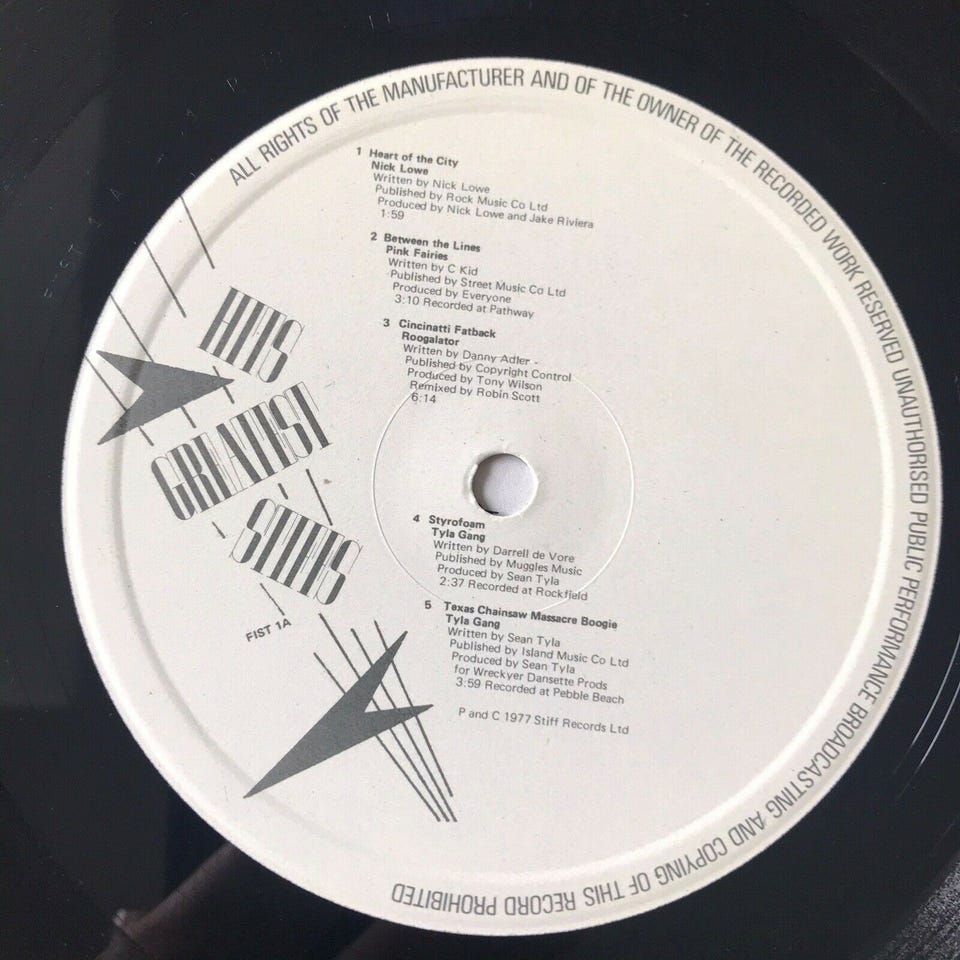 ALL RIGHTS OF THE MANUFACTURER AND OF THE OWNER OF THE RECORDED WORK RESERVED UNAUTHORISED PUBLIC PERFORMANCE BROADCASTING AND COPYING OF THIS RECORD PROHIBITED
HITS
GREATEST
STIFFS
FIST 1A
1 Heart of the City
Nick Lowe
Written by Nick Lowe
Published by Rock Music Co Ltd
Produced by Nick Lowe and Jake Riviera
1:59
2 Between the Lines
Pink Fairies
Written by C Kid
Published by Street Music Co Ltd
Produced by Everyone
3:10 Recorded at Pathway
3 Cincinatti Fatback
Roogalator
Written by Danny Adler -
Published by Copyright Control
Produced by Tony Wilson
Remixed by Robin Scott
6:14
4 Styrofoam
Tyla Gang
Written by Darrell de Vore
Published by Muggles Music
Produced by Sean Tyla
2:37 Recorded at Rockfield
5 Texas Chainsaw Massacre Boogie
Tyla Gang
Written by Sean Tyla
Published by Island Music Co Ltd
Produced by Sean Tyla
for Wreckyer Dansette Prods
3:59 Recorded at Pebble Beach
P and C 1977 Stiff Records Ltd